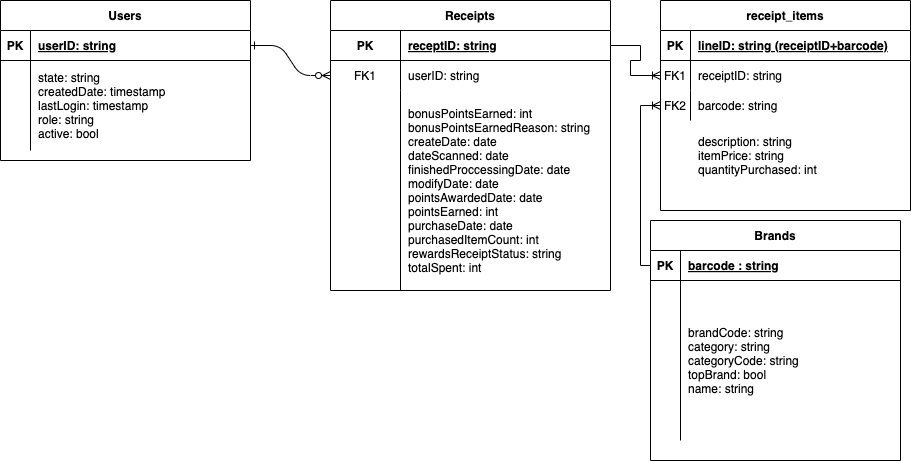 Users
PK userID: string
state: string
createdDate: timestamp
lastLogin: timestamp
role: string
active: bool
Receipts
PK receptID: string
FK1 userID: string
bonusPointsEarned: int
bonusPointsEarnedReason: string
createDate: date
dateScanned: date
finishedProccessingDate: date
modifyDate: date
pointsAwardedDate: date
pointsEarned: int
purchaseDate: date
purchasedItemCount: int
rewardsReceiptStatus: string
totalSpent: int
receipt_items
PK lineID: string (receiptID+barcode)
FK1 receiptID: string
FK2 barcode: string
description: string
itemPrice: string
quantityPurchased: int
Brands
PK barcode : string
brandCode: string
category: string
categoryCode: string
topBrand: bool
name: string